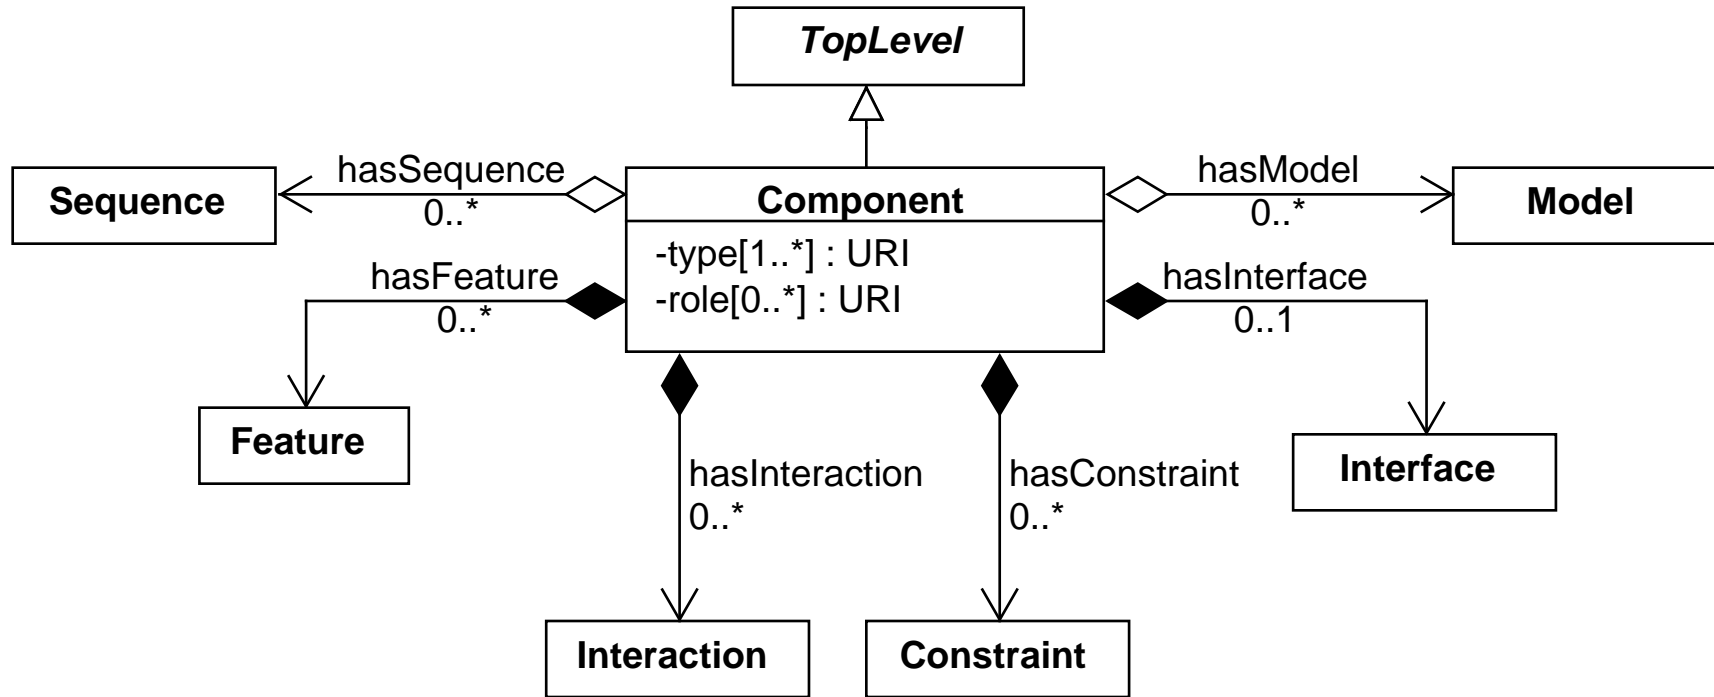 TopLevel
hasSequence
0..*
Sequence
Component
hasModel
0..*
Model
-type[1..*] : URI
-role[0..*] : URI
hasFeature
0..*
hasInterface
0..1
Feature
Interface
hasInteraction
0..*
hasConstraint
0..*
Interaction
Constraint